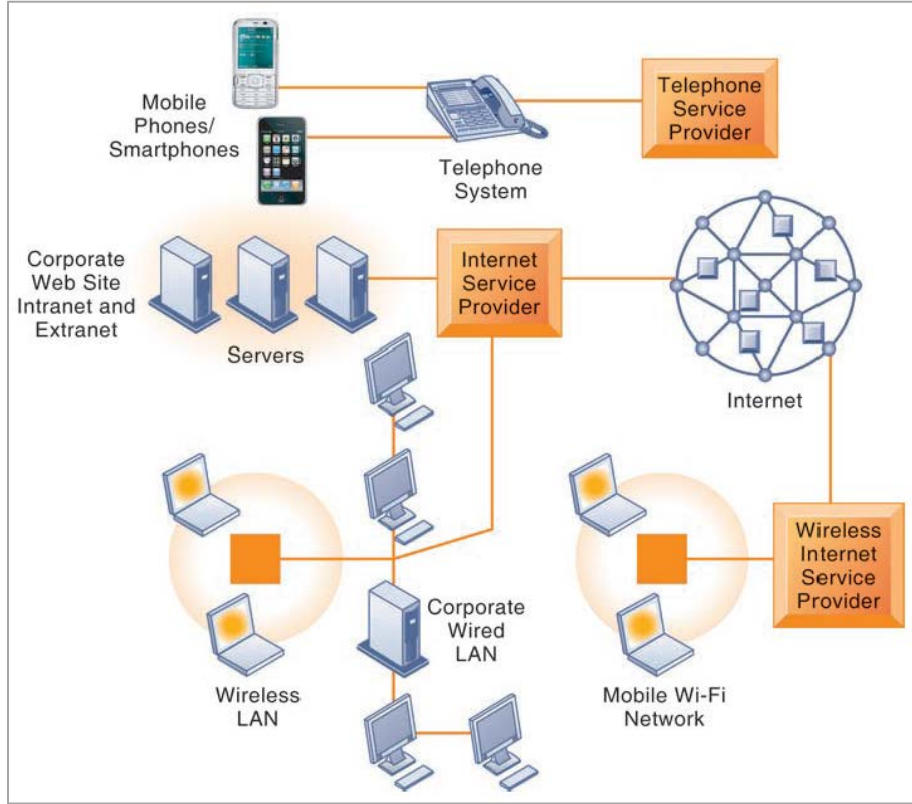 Mobile
Phones/
Smartphones
Telephone
System
Telephone
Service
Provider
Corporate
Web Site
Intranet and
Extranet
Servers
Internet
Service
Provider
Internet
Wireless
LAN
Corporate
Wired
LAN
Mobile Wi-Fi
Network
Wireless
Internet
Service
Provider